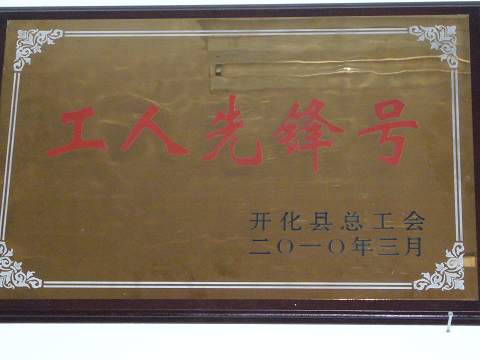 工人先锋号
开化县总工会
二〇一〇年三月